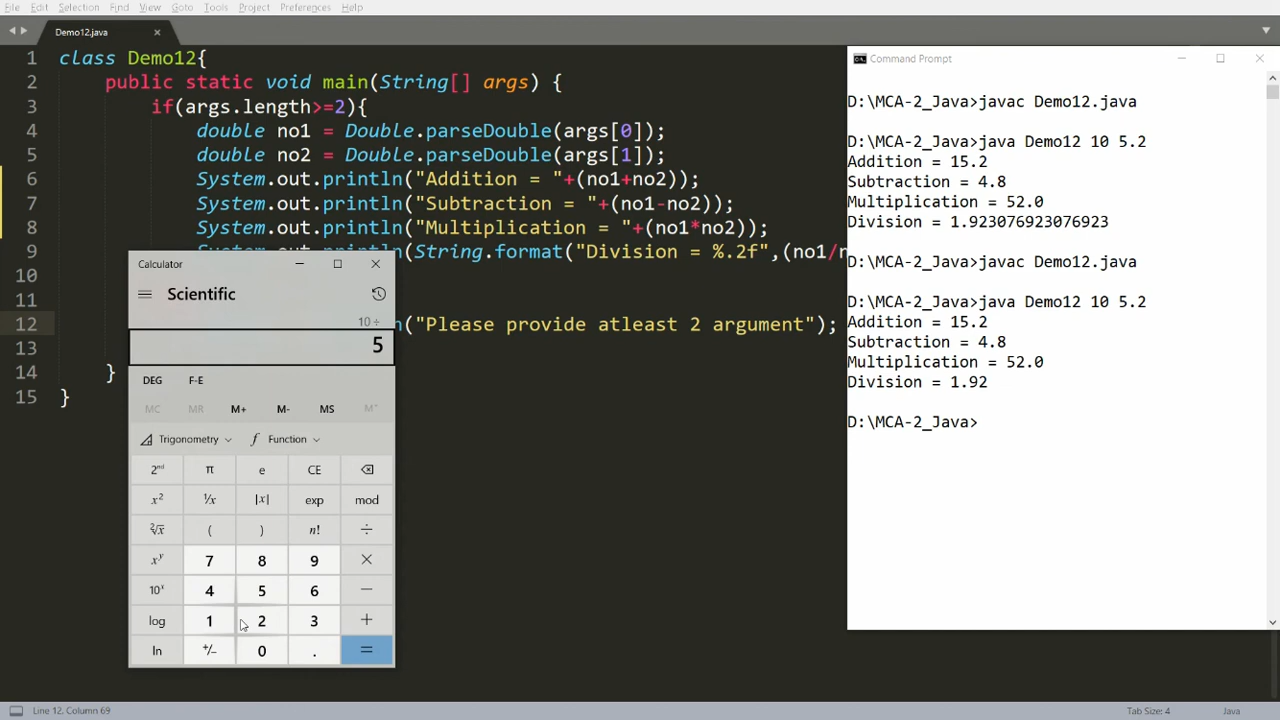 File Edit Selection Find View Goto Tools Project Preferences Help
Demo12.java
1 class Demo12{
2 public static void main(String[] args) {
3 if(args.length>=2){
4 double no1 = Double.parseDouble(args[0]);
5 double no2 = Double.parseDouble(args[1]);
6 System.out.println("Addition = "+(no1+no2));
7 System.out.println("Subtraction = "+(no1-no2));
8 System.out.println("Multiplication = "+(no1*no2));
9 System.out.println(String.format("Division = %.2f",(no1/n
10
11
12 n("Please provide atleast 2 argument");
13
14 }
15 }
Calculator
Scientific
10 ÷
5
DEG F-E
MC MR M+ M- MS M˅
Trigonometry f Function
2nd π e CE
x² ¹/x |x| exp mod
²√x ( ) n! ÷
xʸ 7 8 9 ×
10ˣ 4 5 6 −
log 1 2 3 +
ln +/− 0 . =
Command Prompt
D:\MCA-2_Java>javac Demo12.java
D:\MCA-2_Java>java Demo12 10 5.2
Addition = 15.2
Subtraction = 4.8
Multiplication = 52.0
Division = 1.923076923076923
D:\MCA-2_Java>javac Demo12.java
D:\MCA-2_Java>java Demo12 10 5.2
Addition = 15.2
Subtraction = 4.8
Multiplication = 52.0
Division = 1.92
D:\MCA-2_Java>
Line 12, Column 69
Tab Size: 4
Java